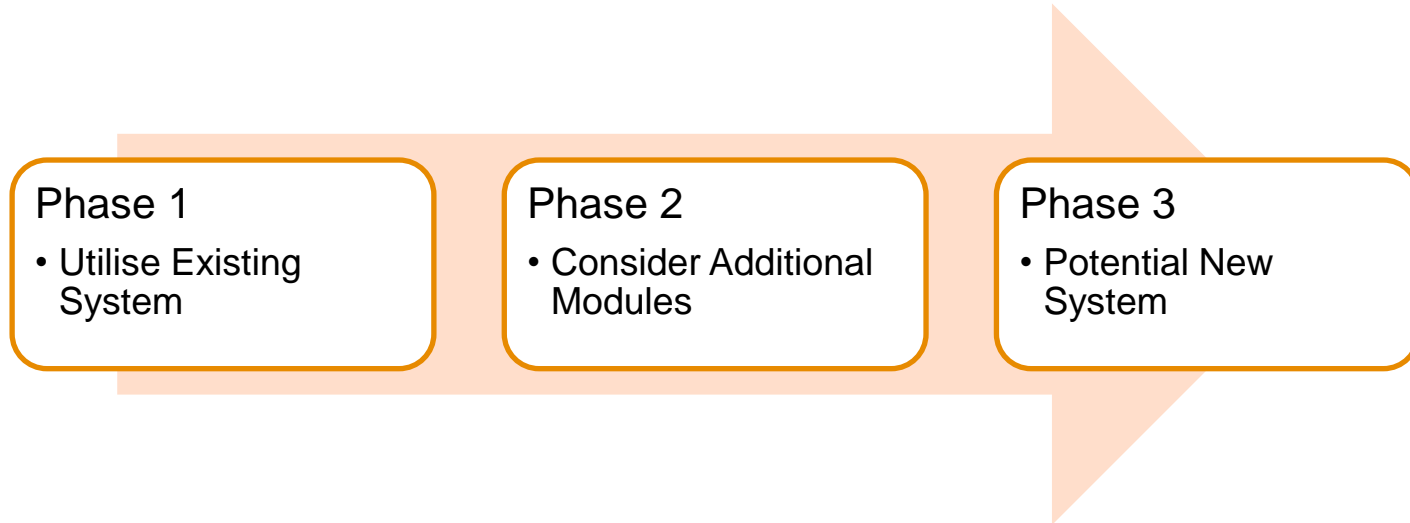 Phase 1
• Utilise Existing
System
Phase 2
• Consider Additional
Modules
Phase 3
• Potential New
System